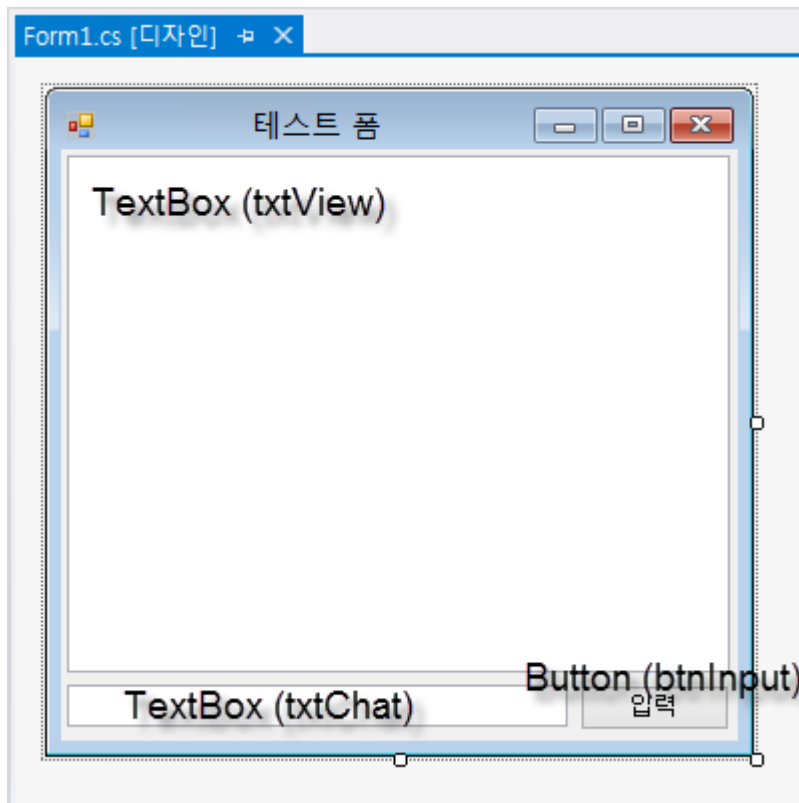 Form1.cs [디자인]
테스트 폼
TextBox (txtView)
Button (btnInput)
TextBox (txtChat)
입력